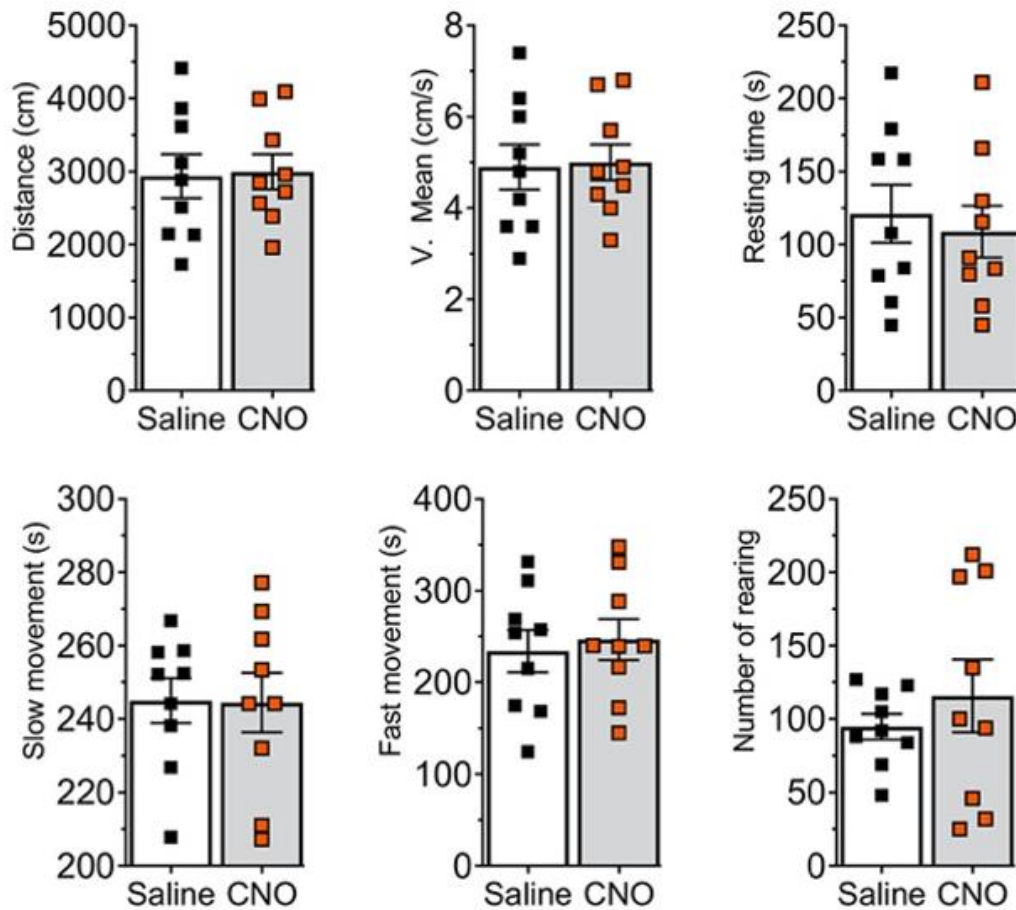 Distance (cm)
5000
4000
3000
2000
1000
0
Saline CNO
V. Mean (cm/s)
8
6
4
2
0
Saline CNO
Resting time (s)
250
200
150
100
50
0
Saline CNO
Slow movement (s)
300
280
260
240
220
200
Saline CNO
Fast movement (s)
400
300
200
100
0
Saline CNO
Number of rearing
250
200
150
100
50
0
Saline CNO